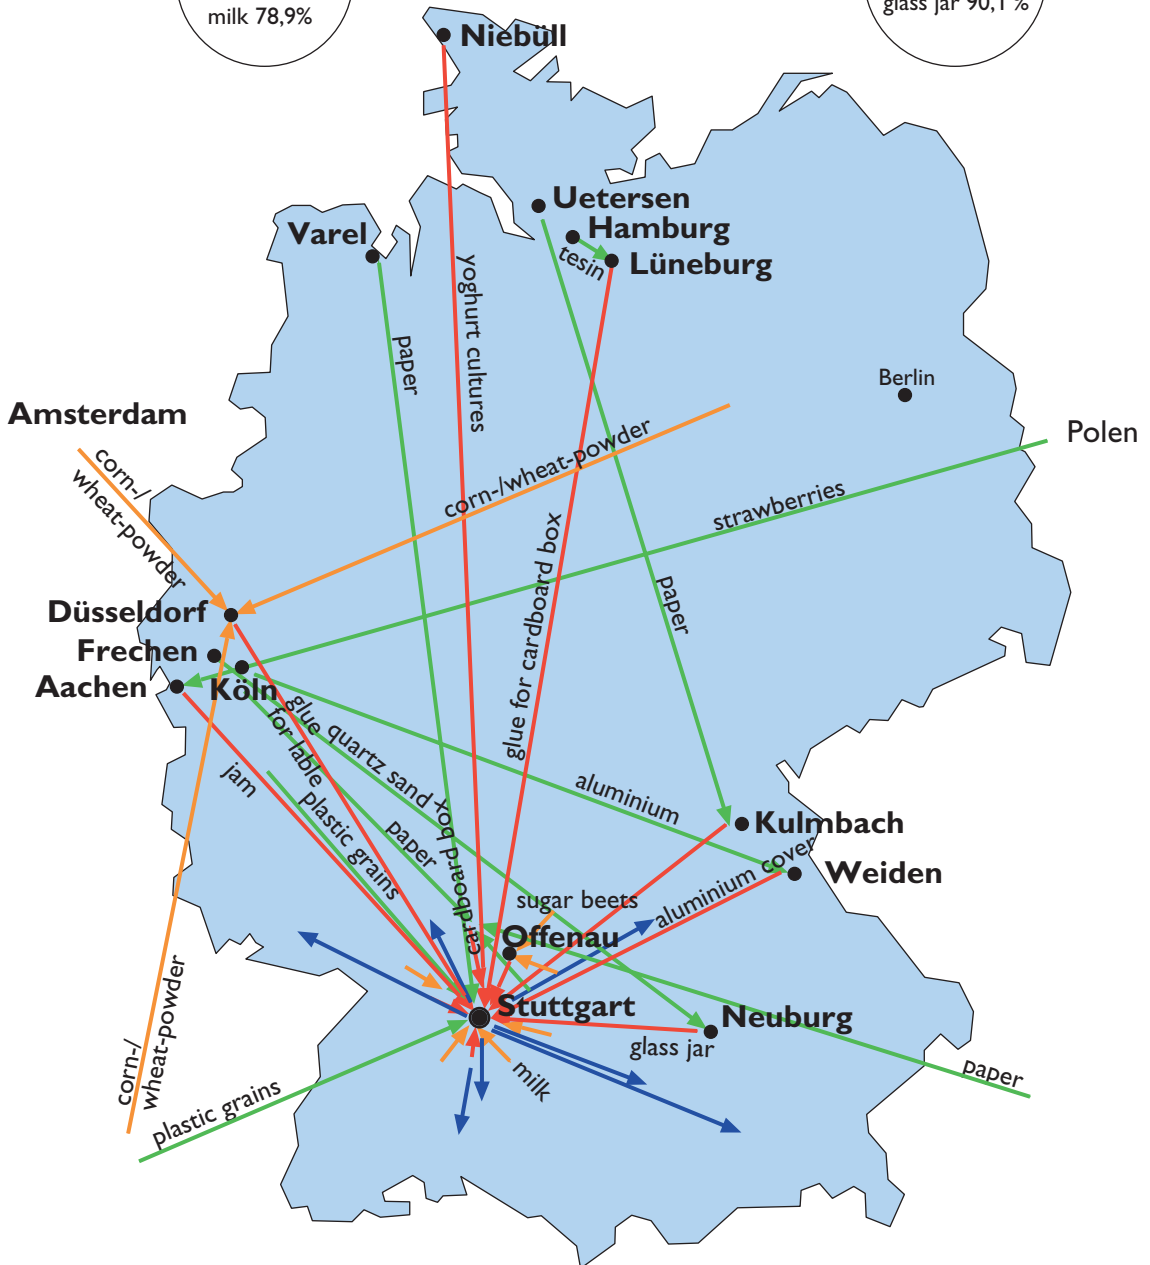 milk 78,9%
glass jar 90,1 %
Niebüll
Uetersen
Hamburg
tesin
Lüneburg
Varel
yoghurt cultures
paper
Berlin
Amsterdam
corn-/
wheat-powder
corn-/wheat-powder
Polen
strawberries
glue for cardboard box
paper
Düsseldorf
Frechen
Aachen
Köln
glue
for lable
quartz sand
jam
plastic grains
paper
cardboard box
aluminium
Kulmbach
aluminium cover
Weiden
sugar beets
Offenau
Stuttgart
Neuburg
glass jar
milk
paper
corn-/
wheat-powder
plastic grains